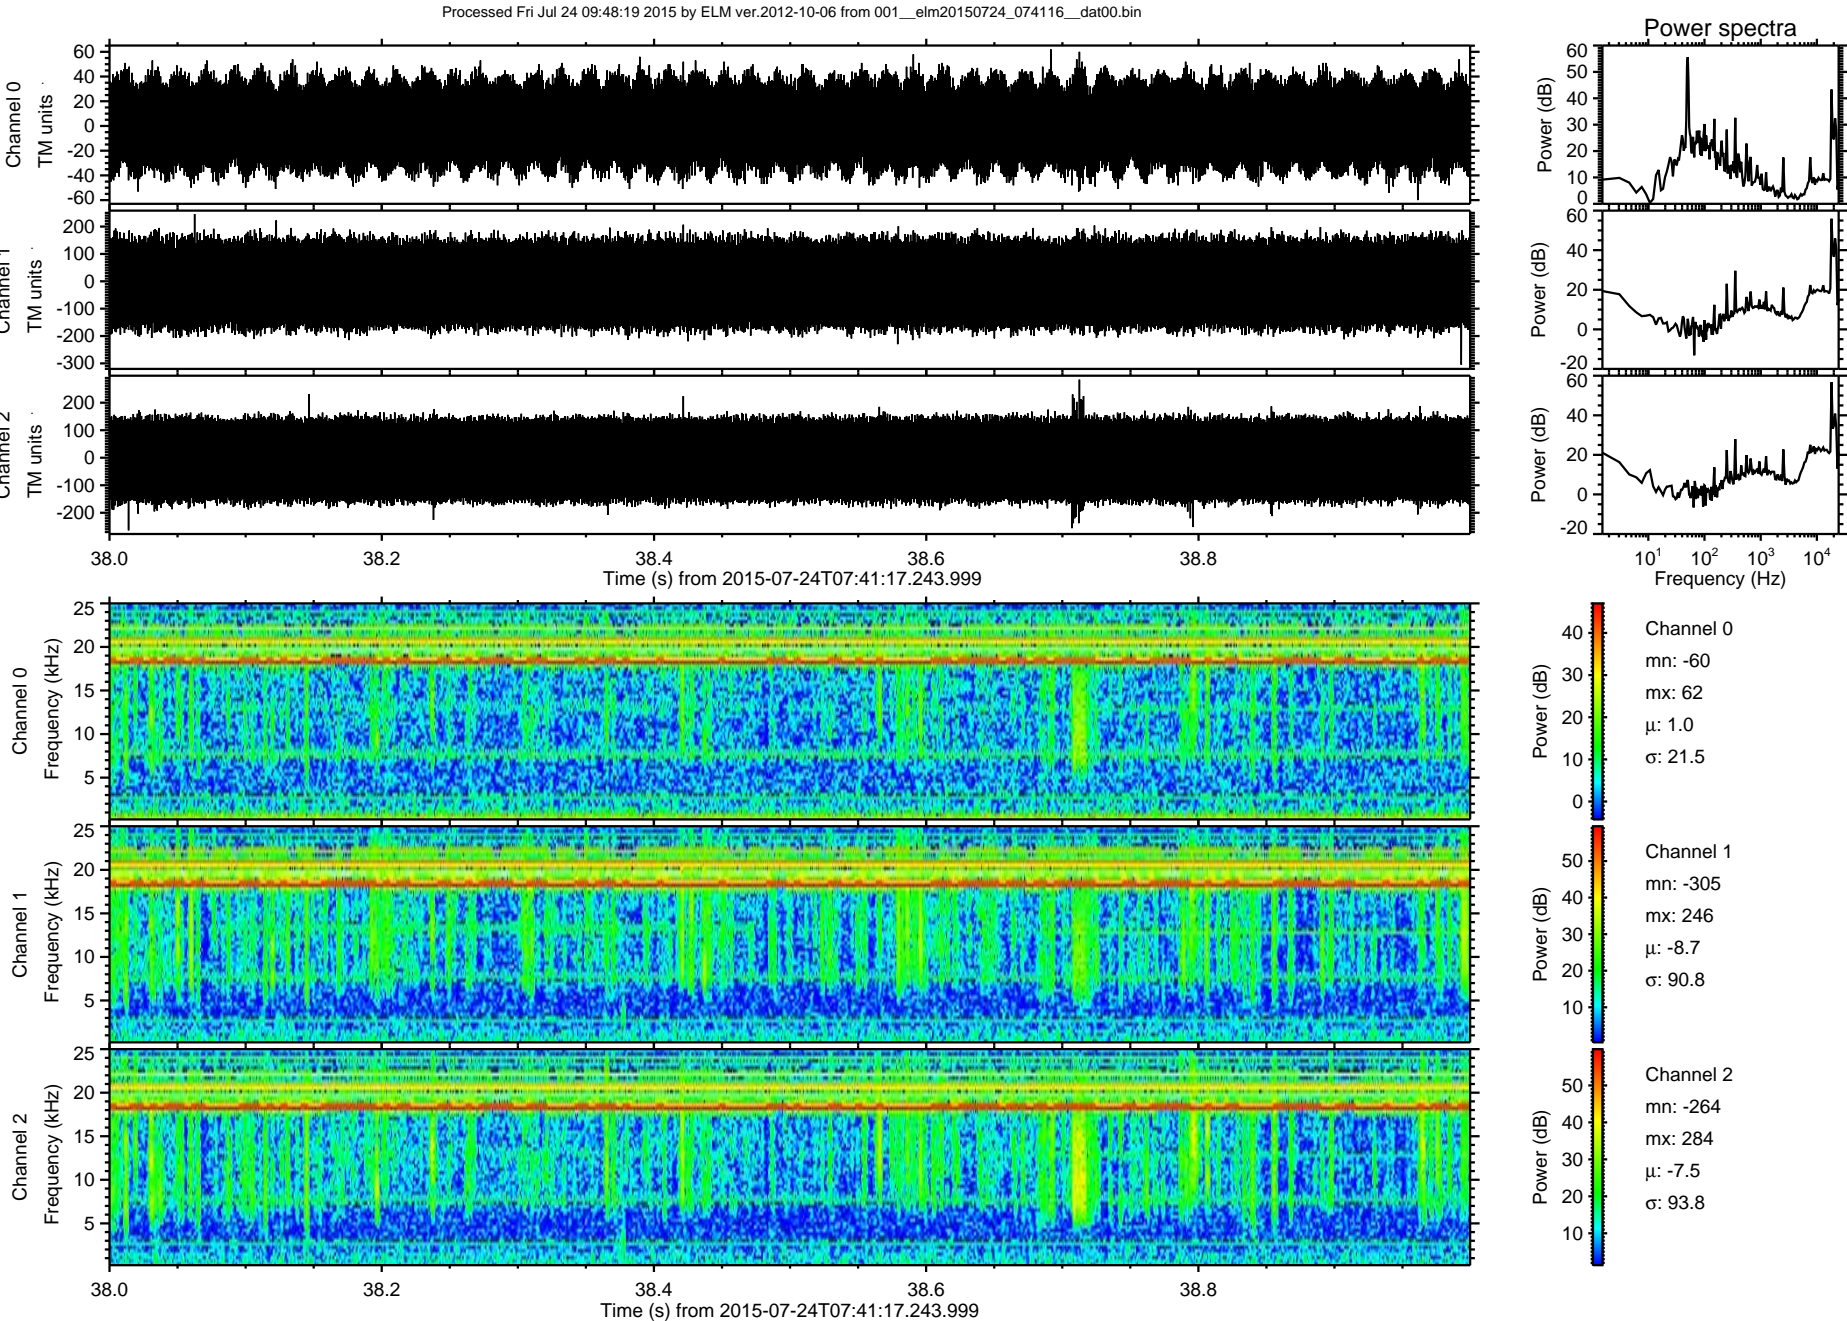 Processed Fri Jul 24 09:48:19 2015 by ELM ver.2012-10-06 from 001__elm20150724_074116__dat00.bin
Power spectra
Channel 0
TM units
60
40
20
0
-20
-40
-60
Power (dB)
60
50
40
30
20
10
0
Channel 1
TM units
200
100
0
-100
-200
-300
Power (dB)
60
40
20
0
-20
Channel 2
TM units
200
100
0
-100
-200
Power (dB)
60
40
20
0
-20
38.0 38.2 38.4 38.6 38.8
Time (s) from 2015-07-24T07:41:17.243.999
10¹ 10² 10³ 10⁴
Frequency (Hz)
Channel 0
Frequency (kHz)
25
20
15
10
5
Power (dB)
40
30
20
10
0
Channel 0
mn: -60
mx: 62
μ: 1.0
σ: 21.5
Channel 1
Frequency (kHz)
25
20
15
10
5
Power (dB)
50
40
30
20
10
Channel 1
mn: -305
mx: 246
μ: -8.7
σ: 90.8
Channel 2
Frequency (kHz)
25
20
15
10
5
Power (dB)
50
40
30
20
10
Channel 2
mn: -264
mx: 284
μ: -7.5
σ: 93.8
38.0 38.2 38.4 38.6 38.8
Time (s) from 2015-07-24T07:41:17.243.999